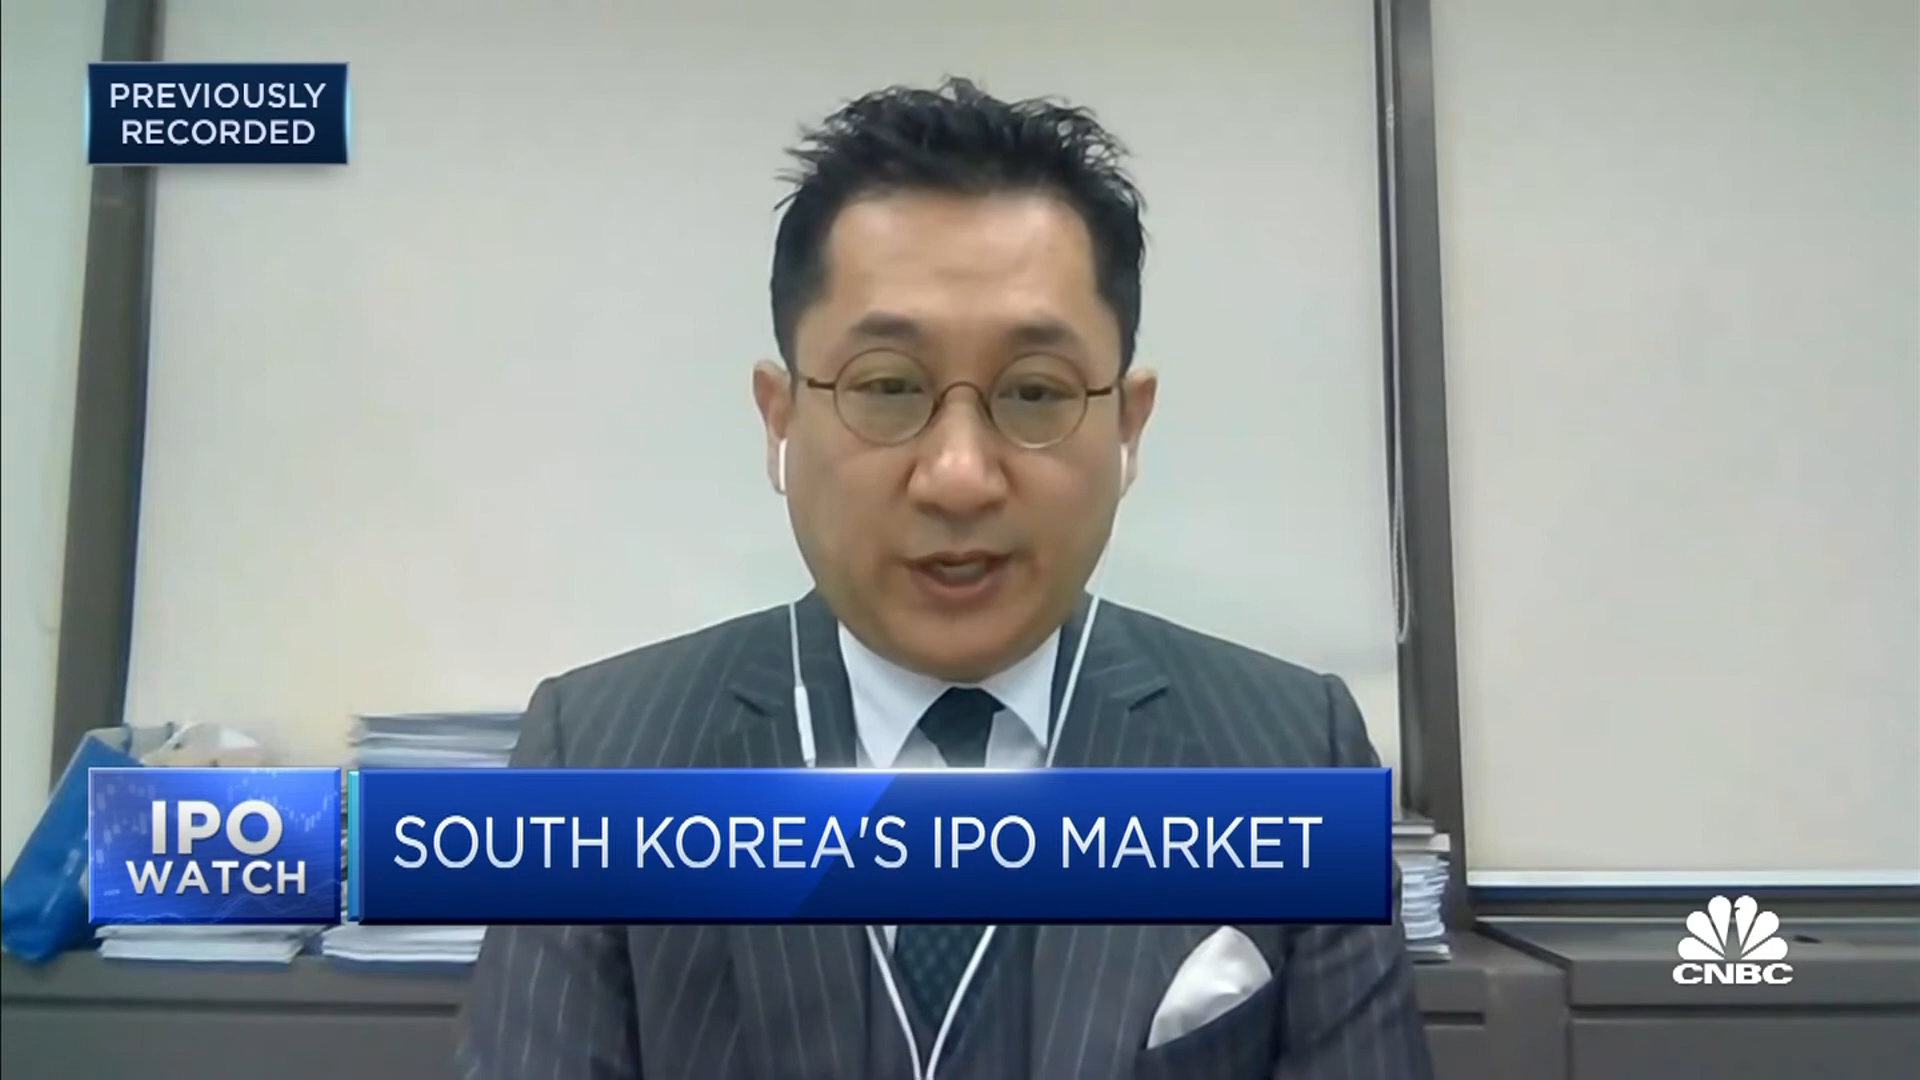 PREVIOUSLY
RECORDED
IPO
WATCH
SOUTH KOREA'S IPO MARKET
CNBC